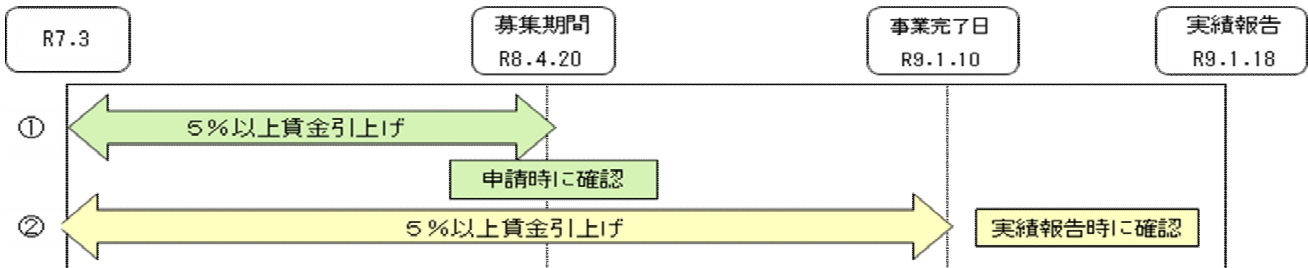 R7.3
募集期間
R8.4.20
事業完了日
R9.1.10
実績報告
R9.1.18
①
５%以上賃金引上げ
申請時に確認
②
５%以上賃金引上げ
実績報告時に確認